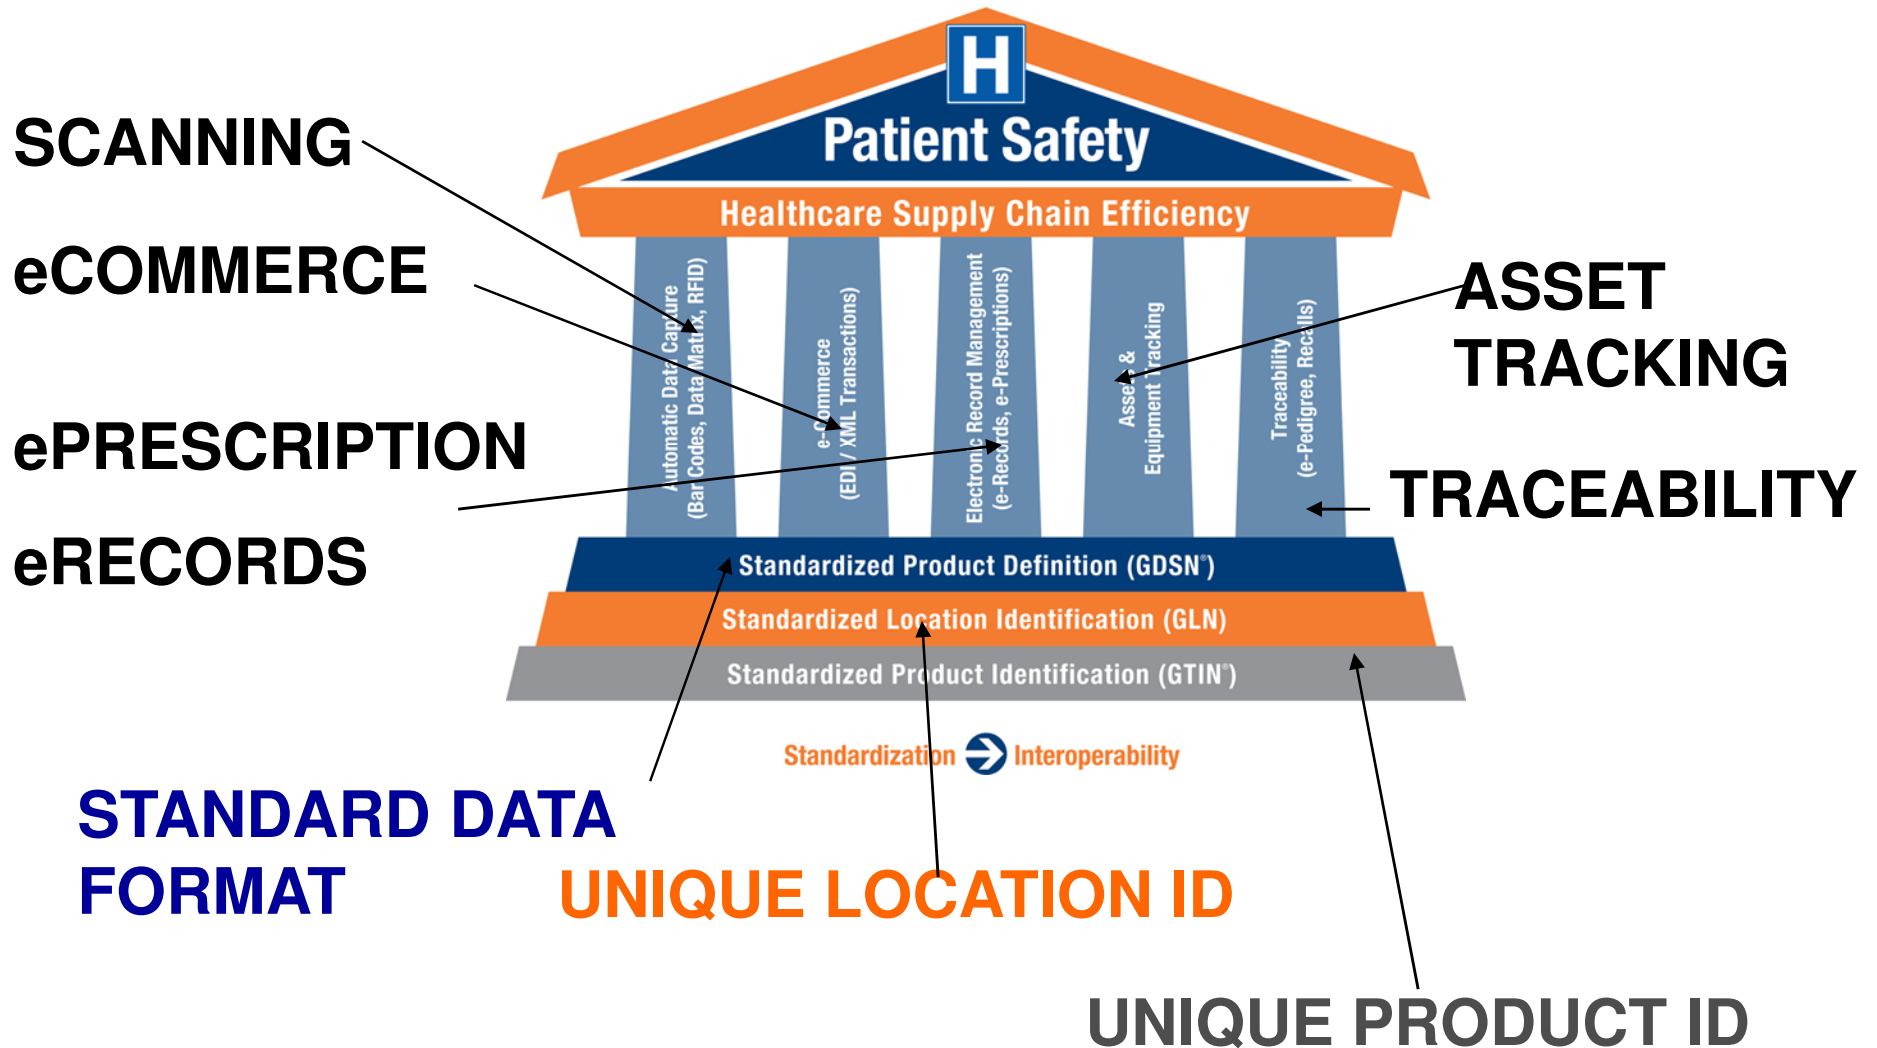 H
Patient Safety
Healthcare Supply Chain Efficiency
SCANNING
eCOMMERCE
ePRESCRIPTION
eRECORDS
Automatic Data Capture
(Bar Codes, Data Matrix, RFID)
e-Commerce
(EDI / XML Transactions)
Electronic Record Management
(e-Records, e-Prescriptions)
Assets &
Equipment Tracking
Traceability
(e-Pedigree, Recalls)
ASSET
TRACKING
TRACEABILITY
Standardized Product Definition (GDSN®)
Standardized Location Identification (GLN)
Standardized Product Identification (GTIN®)
Standardization Interoperability
STANDARD DATA
FORMAT
UNIQUE LOCATION ID
UNIQUE PRODUCT ID